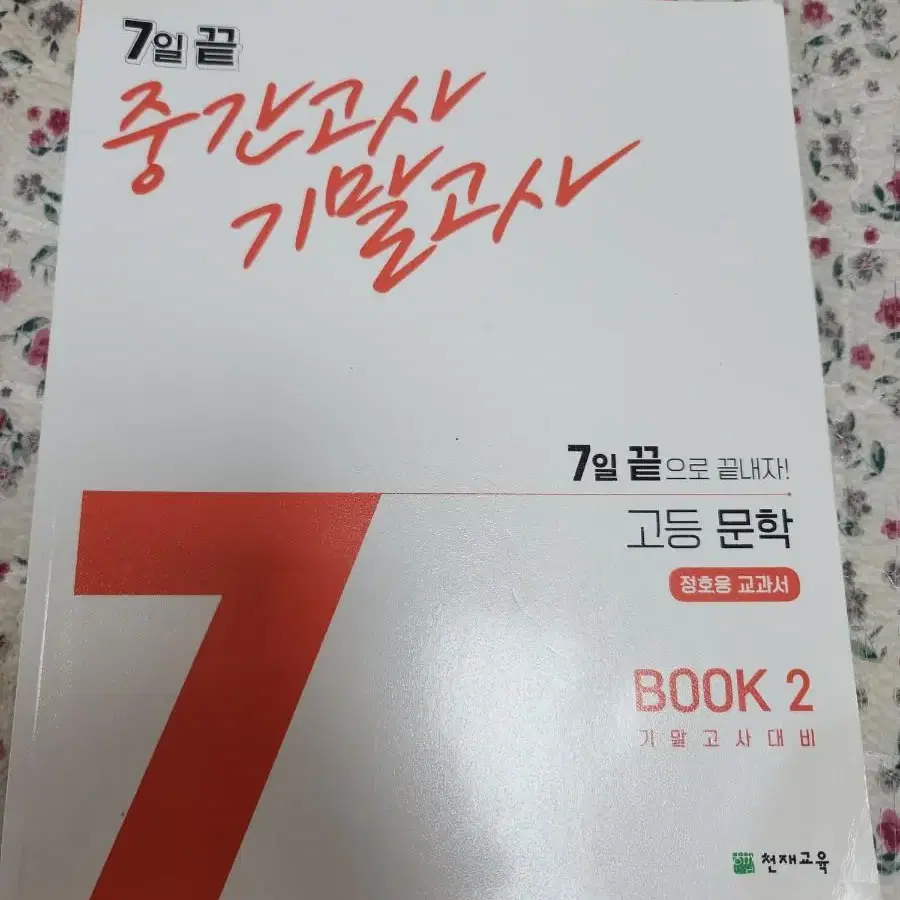 7일 끝
중간고사
기말고사
7일 끝으로 끝내자!
고등 문학
정호웅 교과서
BOOK 2
기말고사대비
천재교육